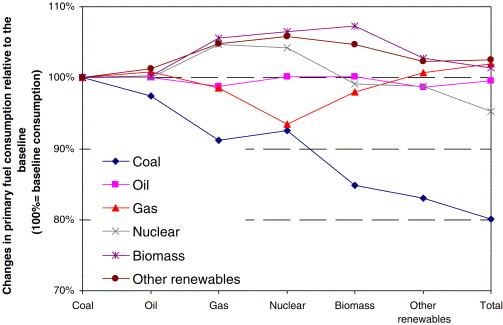 Changes in primary fuel consumption relative to the
baseline
(100%= baseline consumption)
110%
100%
90%
80%
70%
Coal
Oil
Gas
Nuclear
Biomass
Other renewables
Coal
Oil
Gas
Nuclear
Biomass
Other
renewables
Total